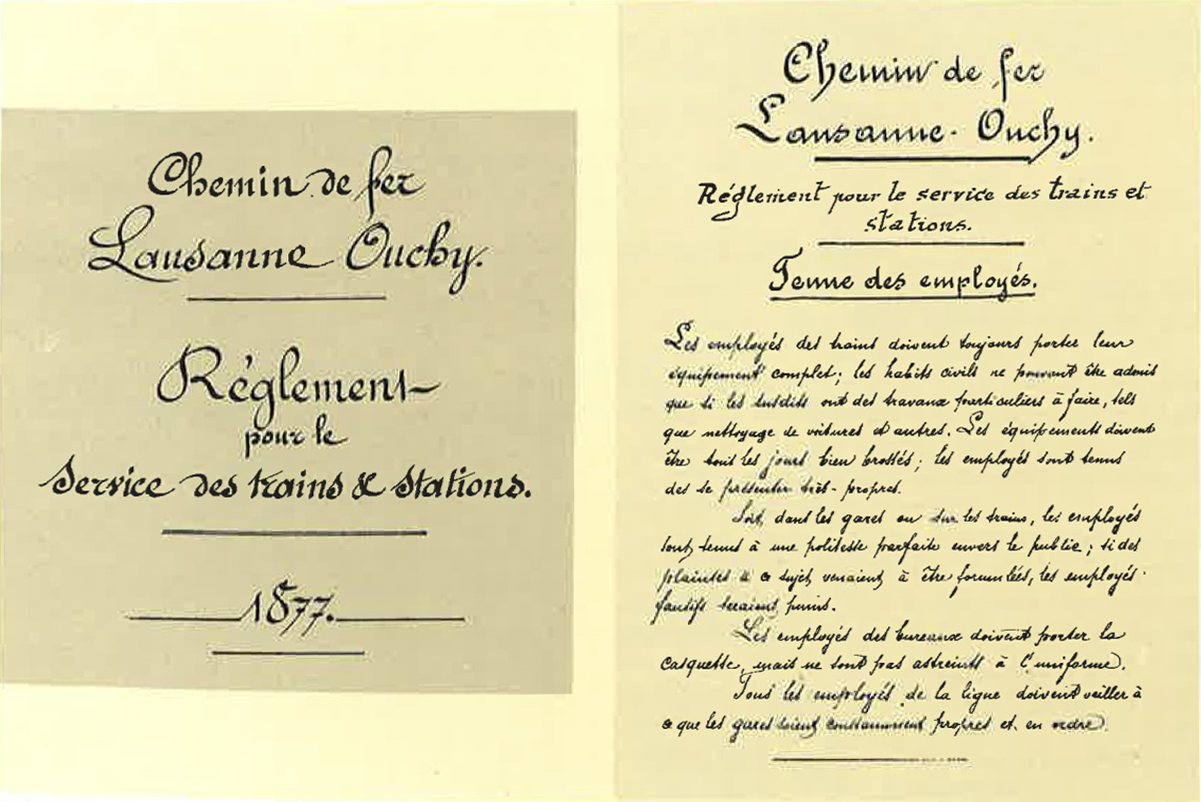 Chemin de fer
Lausanne Ouchy.
Réglement
pour le
Service des trains & Stations.
1877.
Chemin de fer
Lausanne-Ouchy.
Réglement pour le service des trains et
stations.
Tenue des employés.
Les employés des trains doivent toujours porter leur
équipement complet; les habits civils ne pouvant être admis
que si les susdits ont des travaux particuliers à faire, tels
que nettoyage de voitures et autres. Les équipements doivent
être tous les jours bien brossés; les employés sont tenus
des se présenter très-propres.
Soit, dans les gares ou sur les trains, les employés
sont tenus à une politesse parfaite envers le public; si des
plaintes à ce sujet venaient à être formulées, les employés
fautifs seraient punis.
Les employés des bureaux doivent porter la
casquette, mais ne sont pas astreints à l'uniforme.
Tous les employés de la ligne doivent veiller à
ce que les gares soient constamment propres et en ordre.